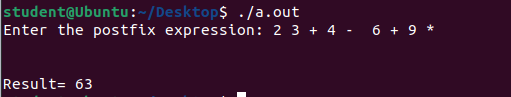 student@Ubuntu:~/Desktop$ ./a.out
Enter the postfix expression: 2 3 + 4 -  6 + 9 *
Result= 63